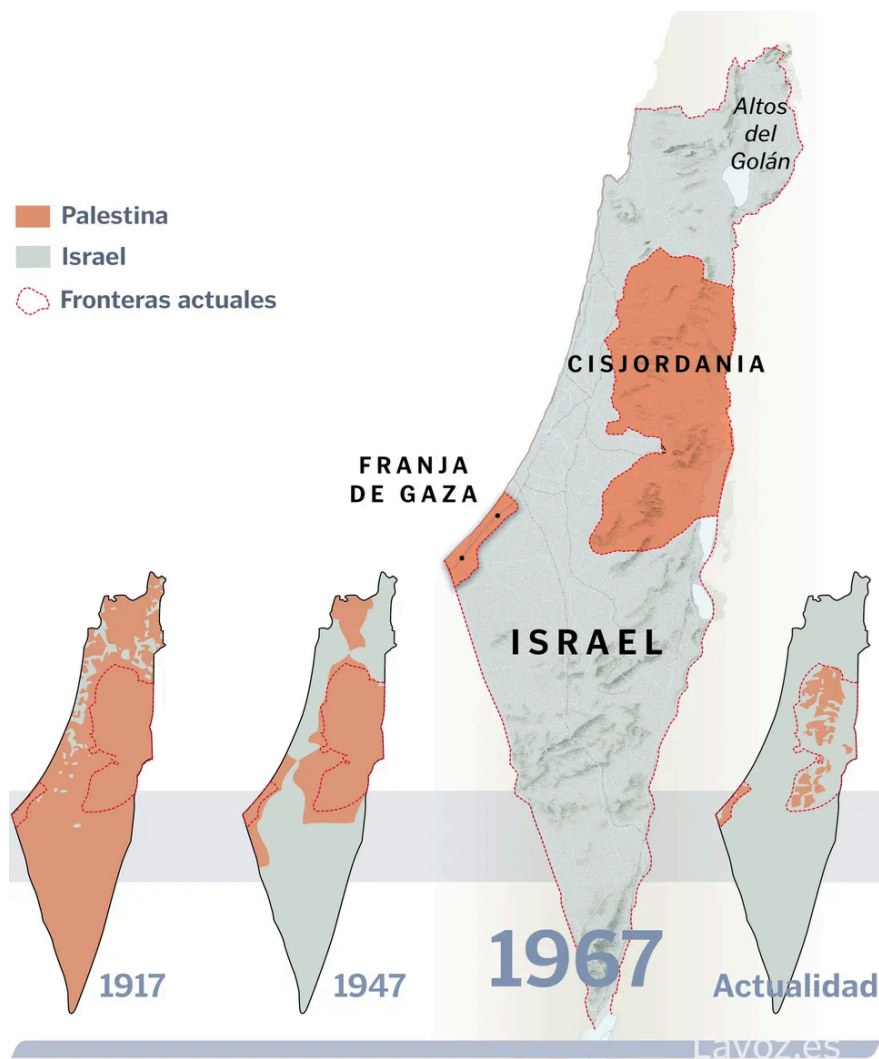 Altos
del
Golán
Palestina
Israel
Fronteras actuales
CISJORDANIA
FRANJA
DE GAZA
ISRAEL
1917
1947
1967
Actualidad
Lavoz.es